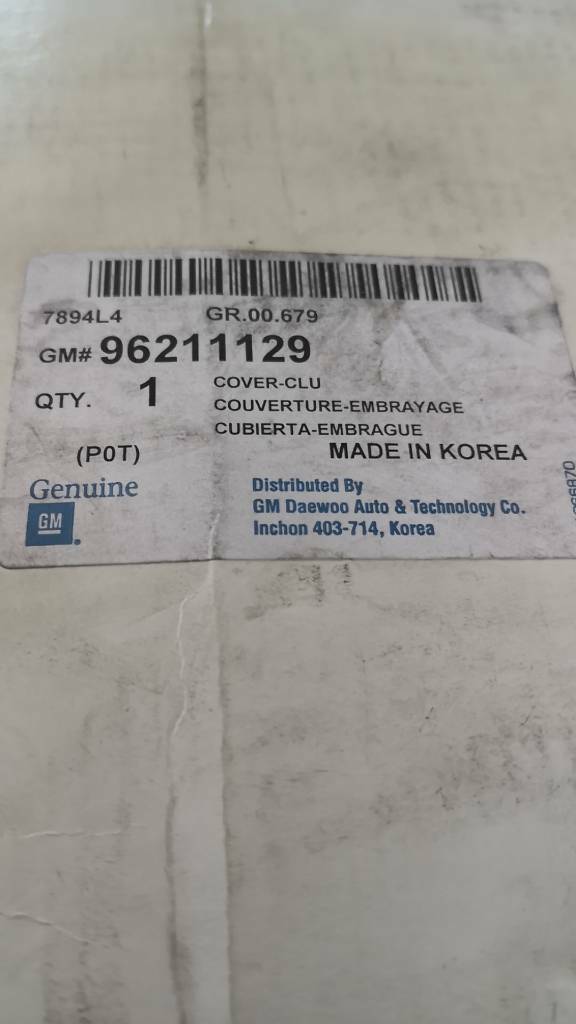 7894L4 GR.00.679
GM# 96211129
QTY. 1 COVER-CLU
COUVERTURE-EMBRAYAGE
CUBIERTA-EMBRAGUE
(P0T) MADE IN KOREA
Genuine
GM
Distributed By
GM Daewoo Auto & Technology Co.
Inchon 403-714, Korea